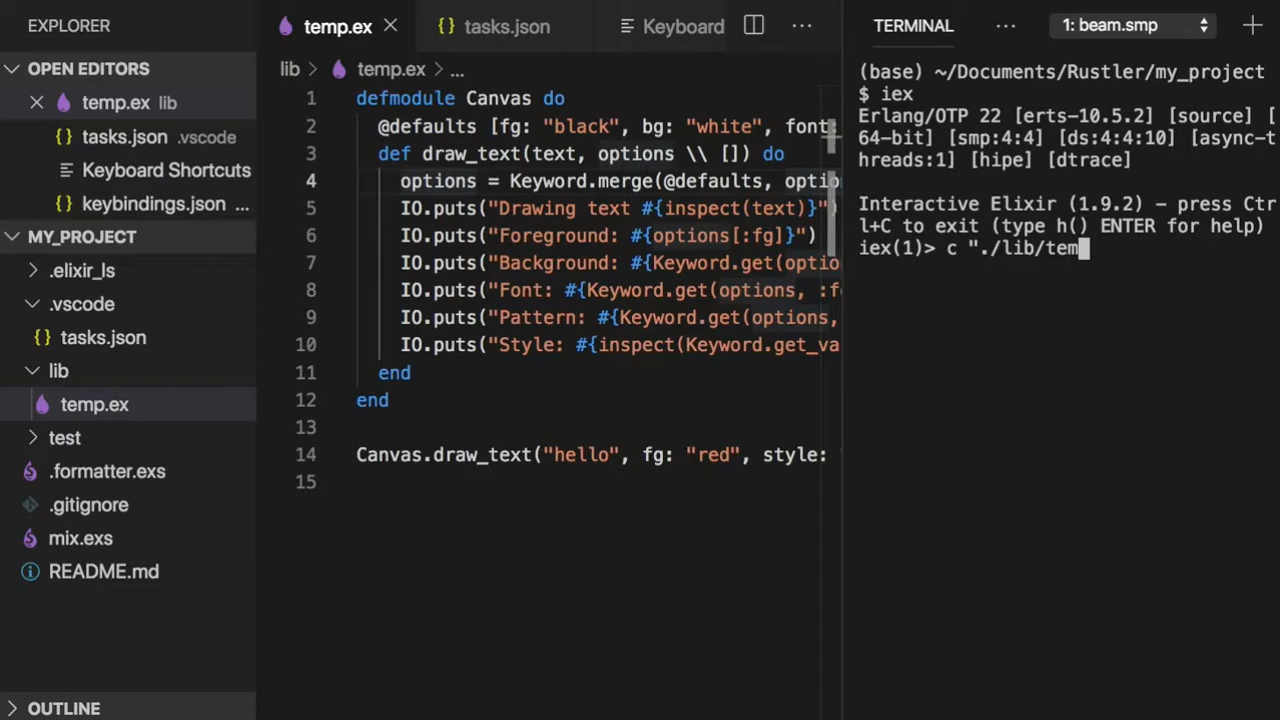 EXPLORER
OPEN EDITORS
temp.ex lib
tasks.json .vscode
Keyboard Shortcuts
keybindings.json ...
MY_PROJECT
.elixir_ls
.vscode
tasks.json
lib
temp.ex
test
.formatter.exs
.gitignore
mix.exs
README.md
OUTLINE
temp.ex
tasks.json
Keyboard
lib > temp.ex > ...
1 defmodule Canvas do
2 @defaults [fg: "black", bg: "white", font:
3 def draw_text(text, options \\ []) do
4 options = Keyword.merge(@defaults, optio
5 IO.puts("Drawing text #{inspect(text)}")
6 IO.puts("Foreground: #{options[:fg]}")
7 IO.puts("Background: #{Keyword.get(optio
8 IO.puts("Font: #{Keyword.get(options, :f
9 IO.puts("Pattern: #{Keyword.get(options,
10 IO.puts("Style: #{inspect(Keyword.get_va
11 end
12 end
13
14 Canvas.draw_text("hello", fg: "red", style:
15
TERMINAL ... 1: beam.smp
(base) ~/Documents/Rustler/my_project
$ iex
Erlang/OTP 22 [erts-10.5.2] [source] [
64-bit] [smp:4:4] [ds:4:4:10] [async-t
hreads:1] [hipe] [dtrace]
Interactive Elixir (1.9.2) – press Ctr
l+C to exit (type h() ENTER for help)
iex(1)> c "./lib/tem